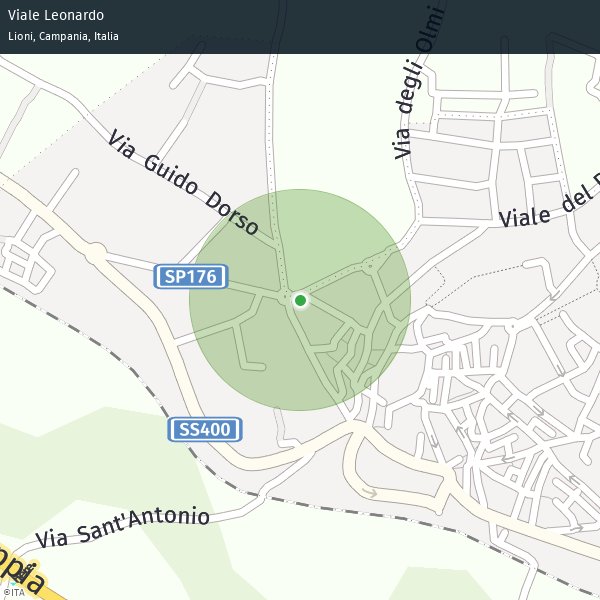 Viale Leonardo
Lioni, Campania, Italia
Via degli Olmi
Via Guido Dorso
Viale del
SP176
SS400
Via Sant'Antonio
©ITA